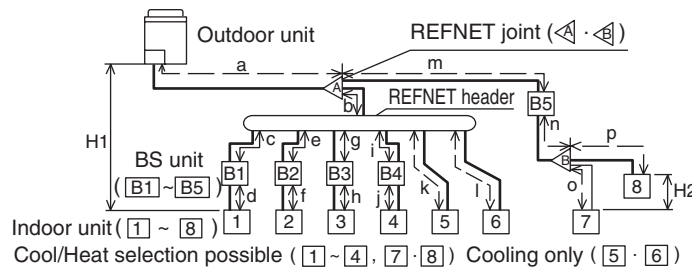 Outdoor unit
REFNET joint (A · B)
a
m
A
b
REFNET header
B5
H1
n
p
c
e
g
i
BS unit
B1
B2
B3
B4
k
l
B
8
H2
(B1 ~ B5)
d
f
h
j
o
Indoor unit (1 ~ 8)
1
2
3
4
5
6
7
Cool/Heat selection possible (1 ~ 4, 7 · 8) Cooling only (5 · 6)